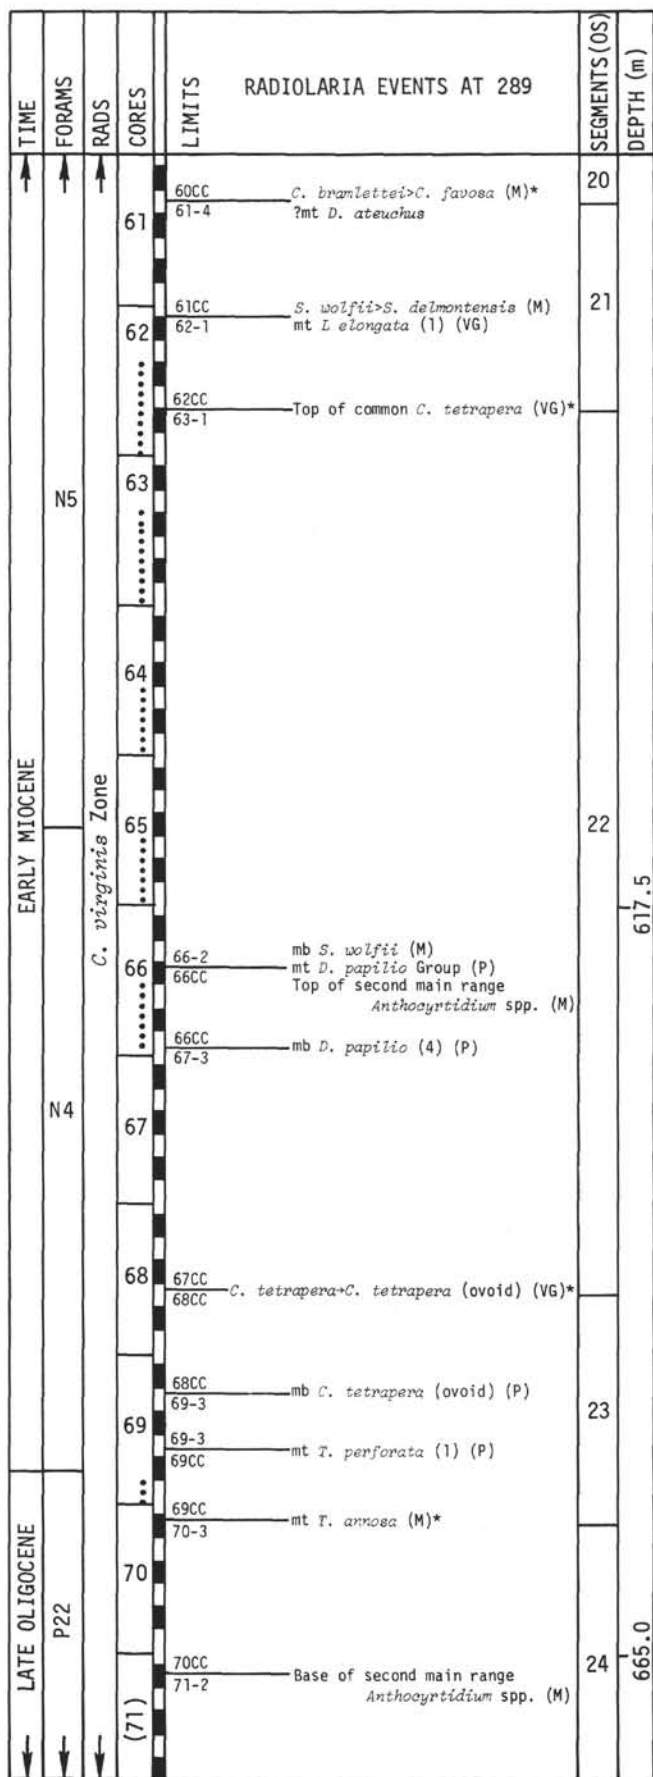 TIME
FORAMS
RADS
CORES
LIMITS
RADIOLARIA EVENTS AT 289
SEGMENTS (OS)
DEPTH (m)
60CC
61-4
C. bramlettei>C. favosa (M)*
?mt D. ateuchus
20
61
61CC
62-1
S. wolfii>S. delmontensis (M)
mt L elongata (1) (VG)
21
62
62CC
63-1
Top of common C. tetrapera (VG)*
63
N5
64
EARLY MIOCENE
C. virginis Zone
65
22
617.5
66
66-2
66CC
mb S. wolfii (M)
mt D. papilio Group (P)
Top of second main range
Anthocyrtidium spp. (M)
66CC
67-3
mb D. papilio (4) (P)
N4
67
68
67CC
68CC
C. tetrapera→C. tetrapera (ovoid) (VG)*
68CC
69-3
mb C. tetrapera (ovoid) (P)
23
69
69-3
69CC
mt T. perforata (1) (P)
69CC
70-3
mt T. annosa (M)*
LATE OLIGOCENE
P22
70
70CC
71-2
Base of second main range
Anthocyrtidium spp. (M)
24
665.0
(71)